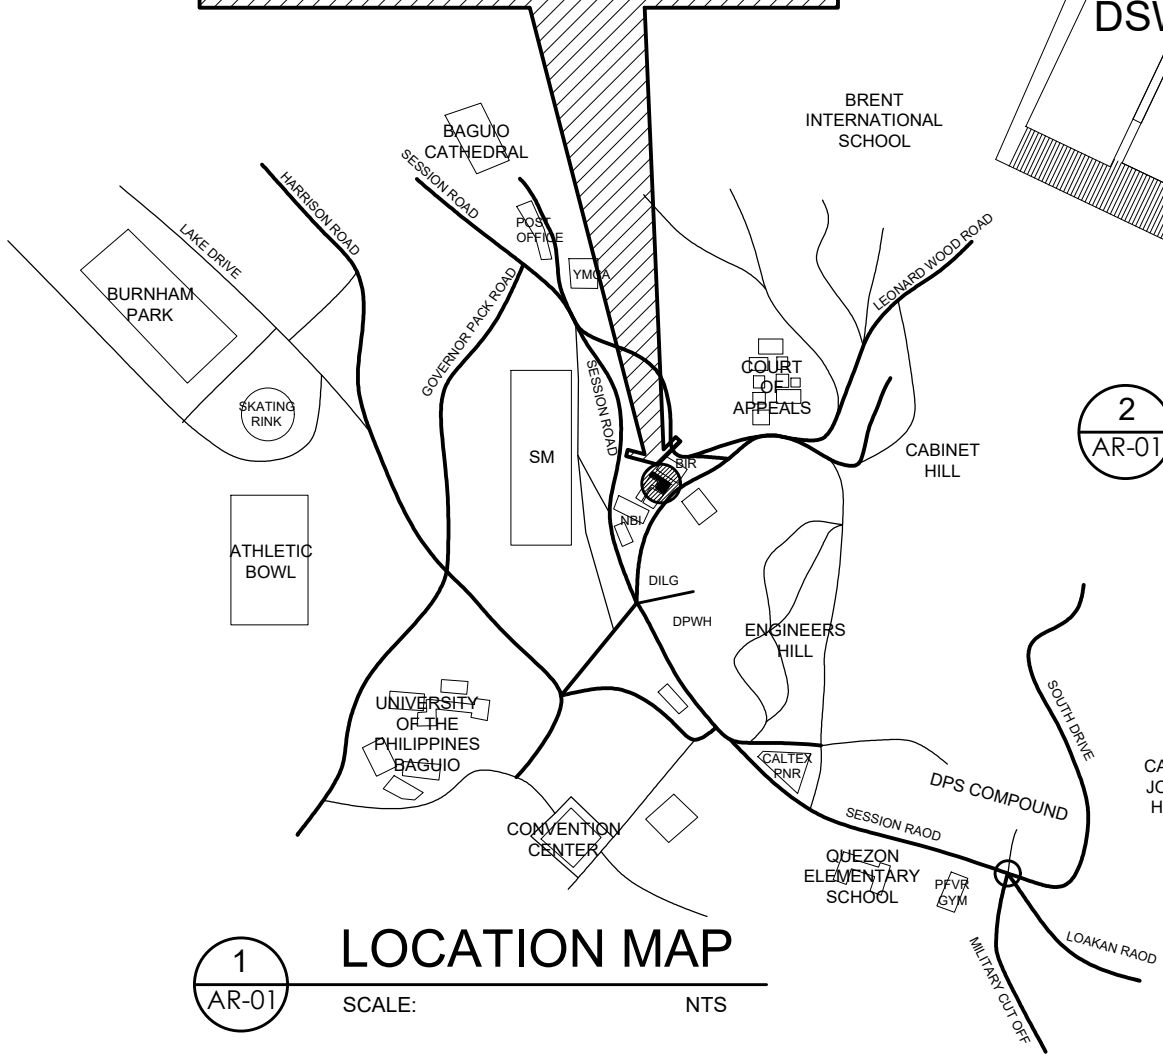 DSW
BRENT
INTERNATIONAL
SCHOOL
BAGUIO
CATHEDRAL
SESSION ROAD
HARRISON ROAD
LAKE DRIVE
POST
OFFICE
YMCA
LEONARD WOOD ROAD
BURNHAM
PARK
GOVERNOR PACK ROAD
SESSION ROAD
COURT
OF
APPEALS
SKATING
RINK
2
AR-01
SM
BIR
CABINET
HILL
NBI
ATHLETIC
BOWL
DILG
DPWH
ENGINEERS
HILL
SOUTH DRIVE
UNIVERSITY
OF THE
PHILIPPINES
BAGUIO
CALTEX
PNR
CA
JO
H
DPS COMPOUND
SESSION RAOD
CONVENTION
CENTER
QUEZON
ELEMENTARY
SCHOOL
PFVR
GYM
LOAKAN RAOD
MILITARY CUT OFF
1
AR-01
LOCATION MAP
SCALE:
NTS